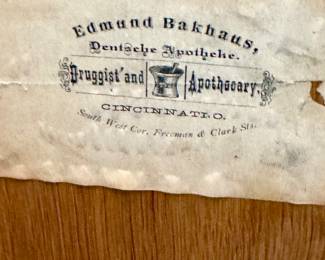 Edmund Bakhaus,
Deutsche Apotheke.
Druggist and Apothecary.
CINCINNATI. O.
South West Cor. Freeman & Clark Sts.